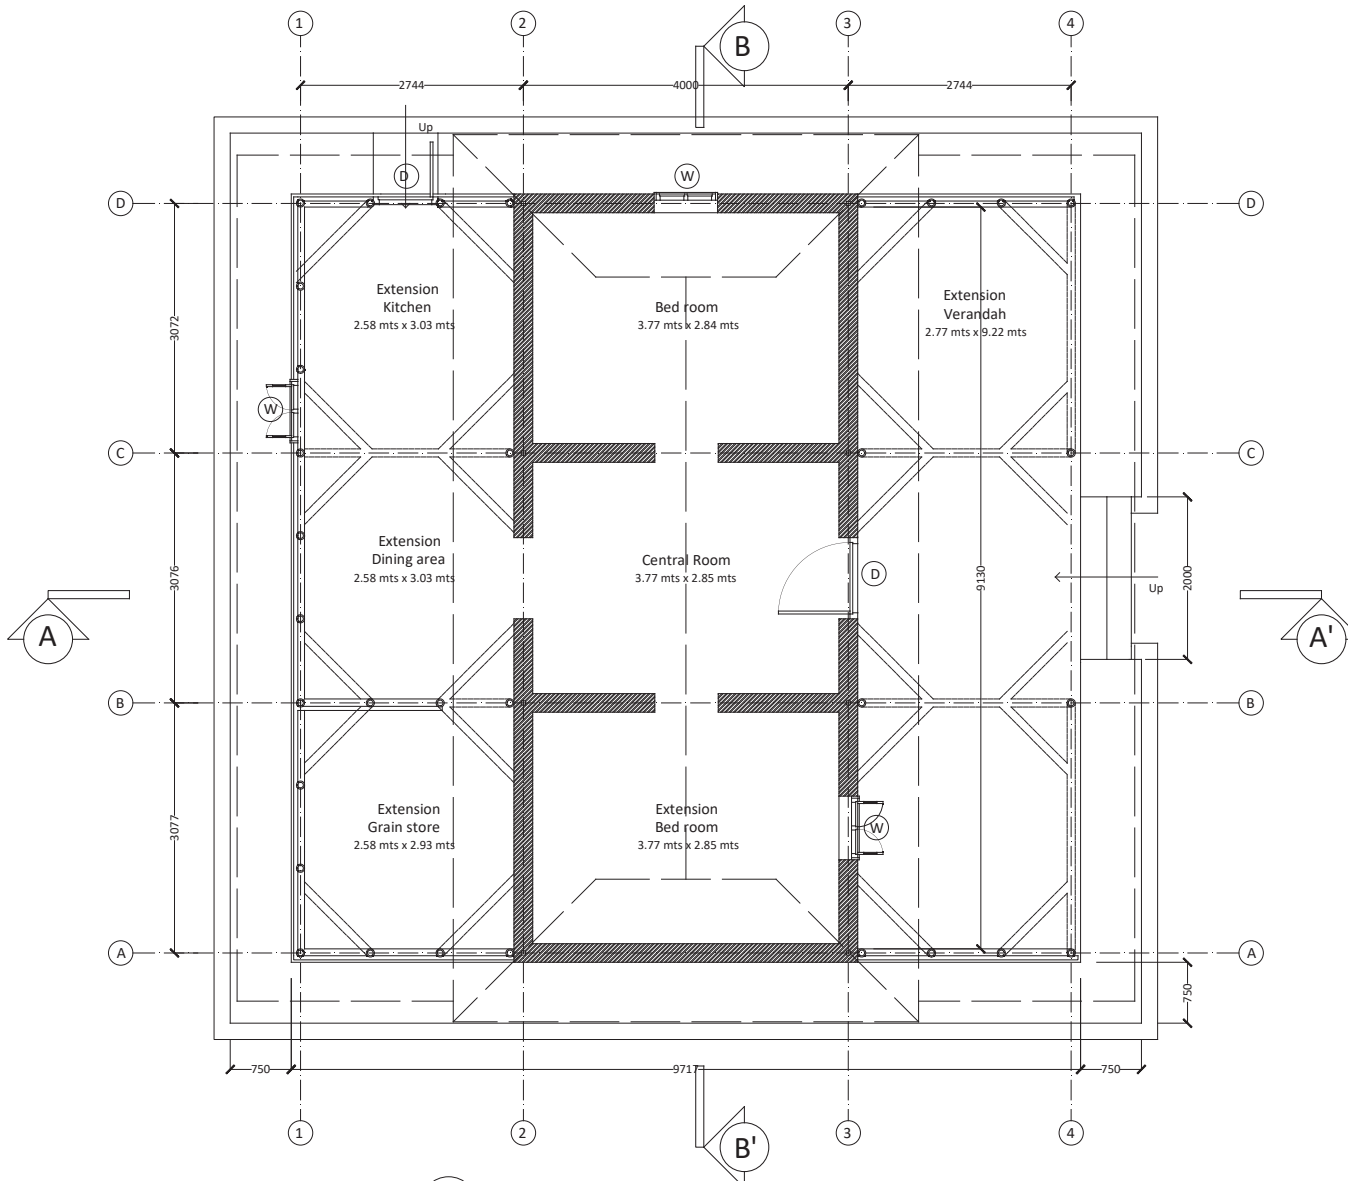 1
2
3
4
B
2744
4000
2744
Up
D
W
D
D
Extension
Kitchen
2.58 mts x 3.03 mts
Bed room
3.77 mts x 2.84 mts
Extension
Verandah
2.77 mts x 9.22 mts
3072
W
C
C
Extension
Dining area
2.58 mts x 3.03 mts
Central Room
3.77 mts x 2.85 mts
D
3076
9130
Up
2000
A
A'
B
B
Extension
Grain store
2.58 mts x 2.93 mts
Extension
Bed room
3.77 mts x 2.85 mts
W
3077
A
A
750
750
9717
750
1
2
3
4
B'